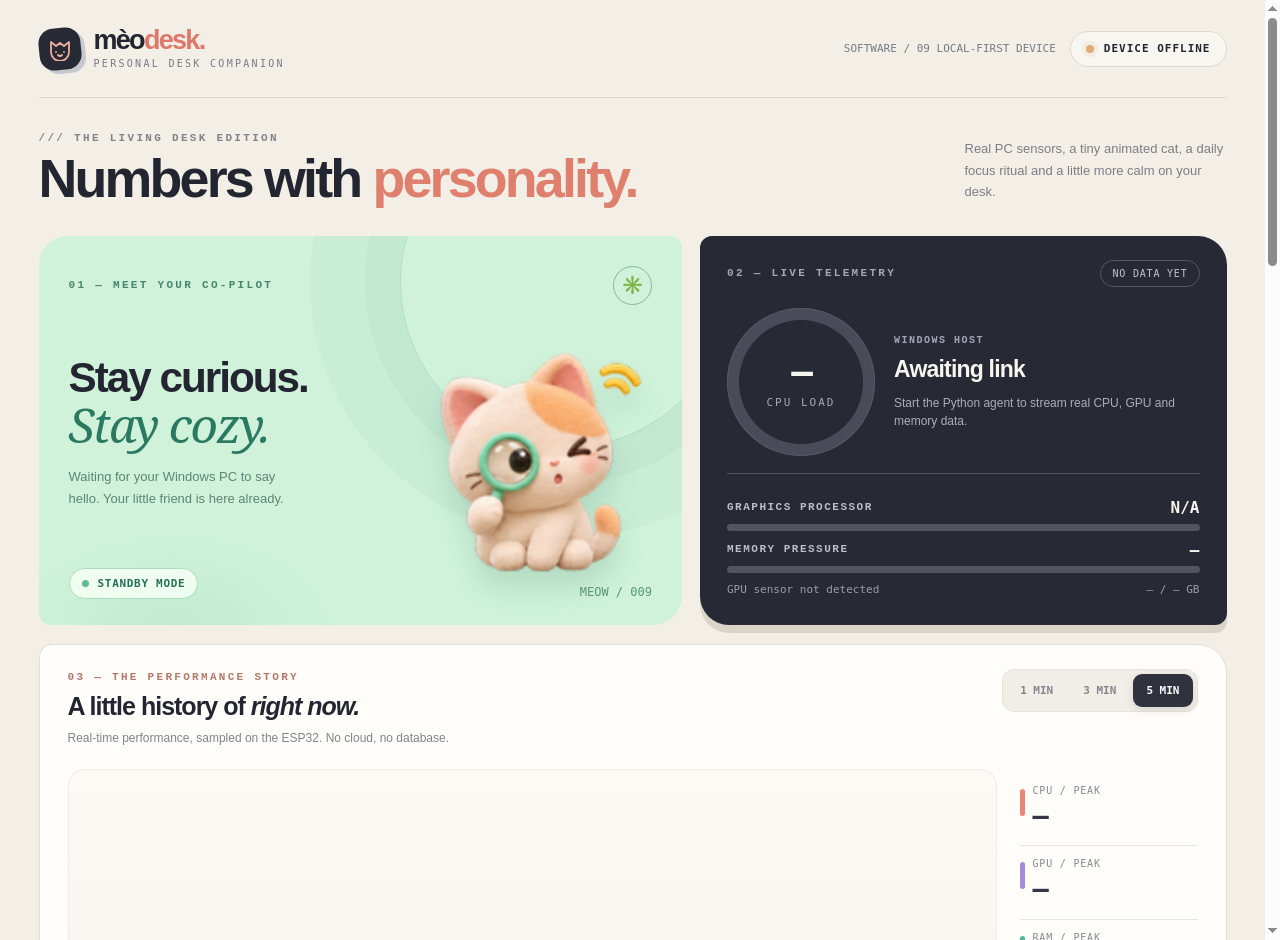 mèodesk.
PERSONAL DESK COMPANION
SOFTWARE / 09 LOCAL-FIRST DEVICE
DEVICE OFFLINE
/// THE LIVING DESK EDITION
Numbers with personality.
Real PC sensors, a tiny animated cat, a daily
focus ritual and a little more calm on your
desk.
01 — MEET YOUR CO-PILOT
Stay curious.
Stay cozy.
Waiting for your Windows PC to say
hello. Your little friend is here already.
STANDBY MODE
MEOW / 009
02 — LIVE TELEMETRY
NO DATA YET
—
CPU LOAD
WINDOWS HOST
Awaiting link
Start the Python agent to stream real CPU, GPU and
memory data.
GRAPHICS PROCESSOR
N/A
MEMORY PRESSURE
—
GPU sensor not detected
— / — GB
03 — THE PERFORMANCE STORY
A little history of right now.
Real-time performance, sampled on the ESP32. No cloud, no database.
1 MIN
3 MIN
5 MIN
CPU / PEAK
—
GPU / PEAK
—
RAM / PEAK